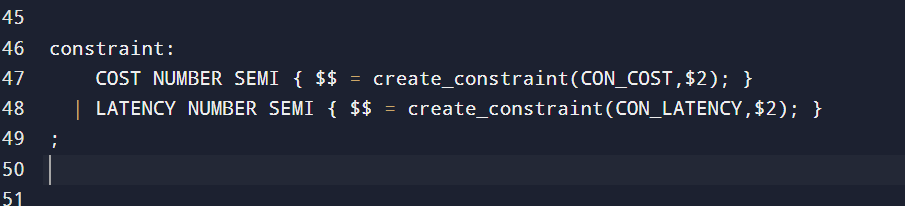 45
46 constraint:
47 COST NUMBER SEMI { $$ = create_constraint(CON_COST,$2); }
48 | LATENCY NUMBER SEMI { $$ = create_constraint(CON_LATENCY,$2); }
49 ;
50
51